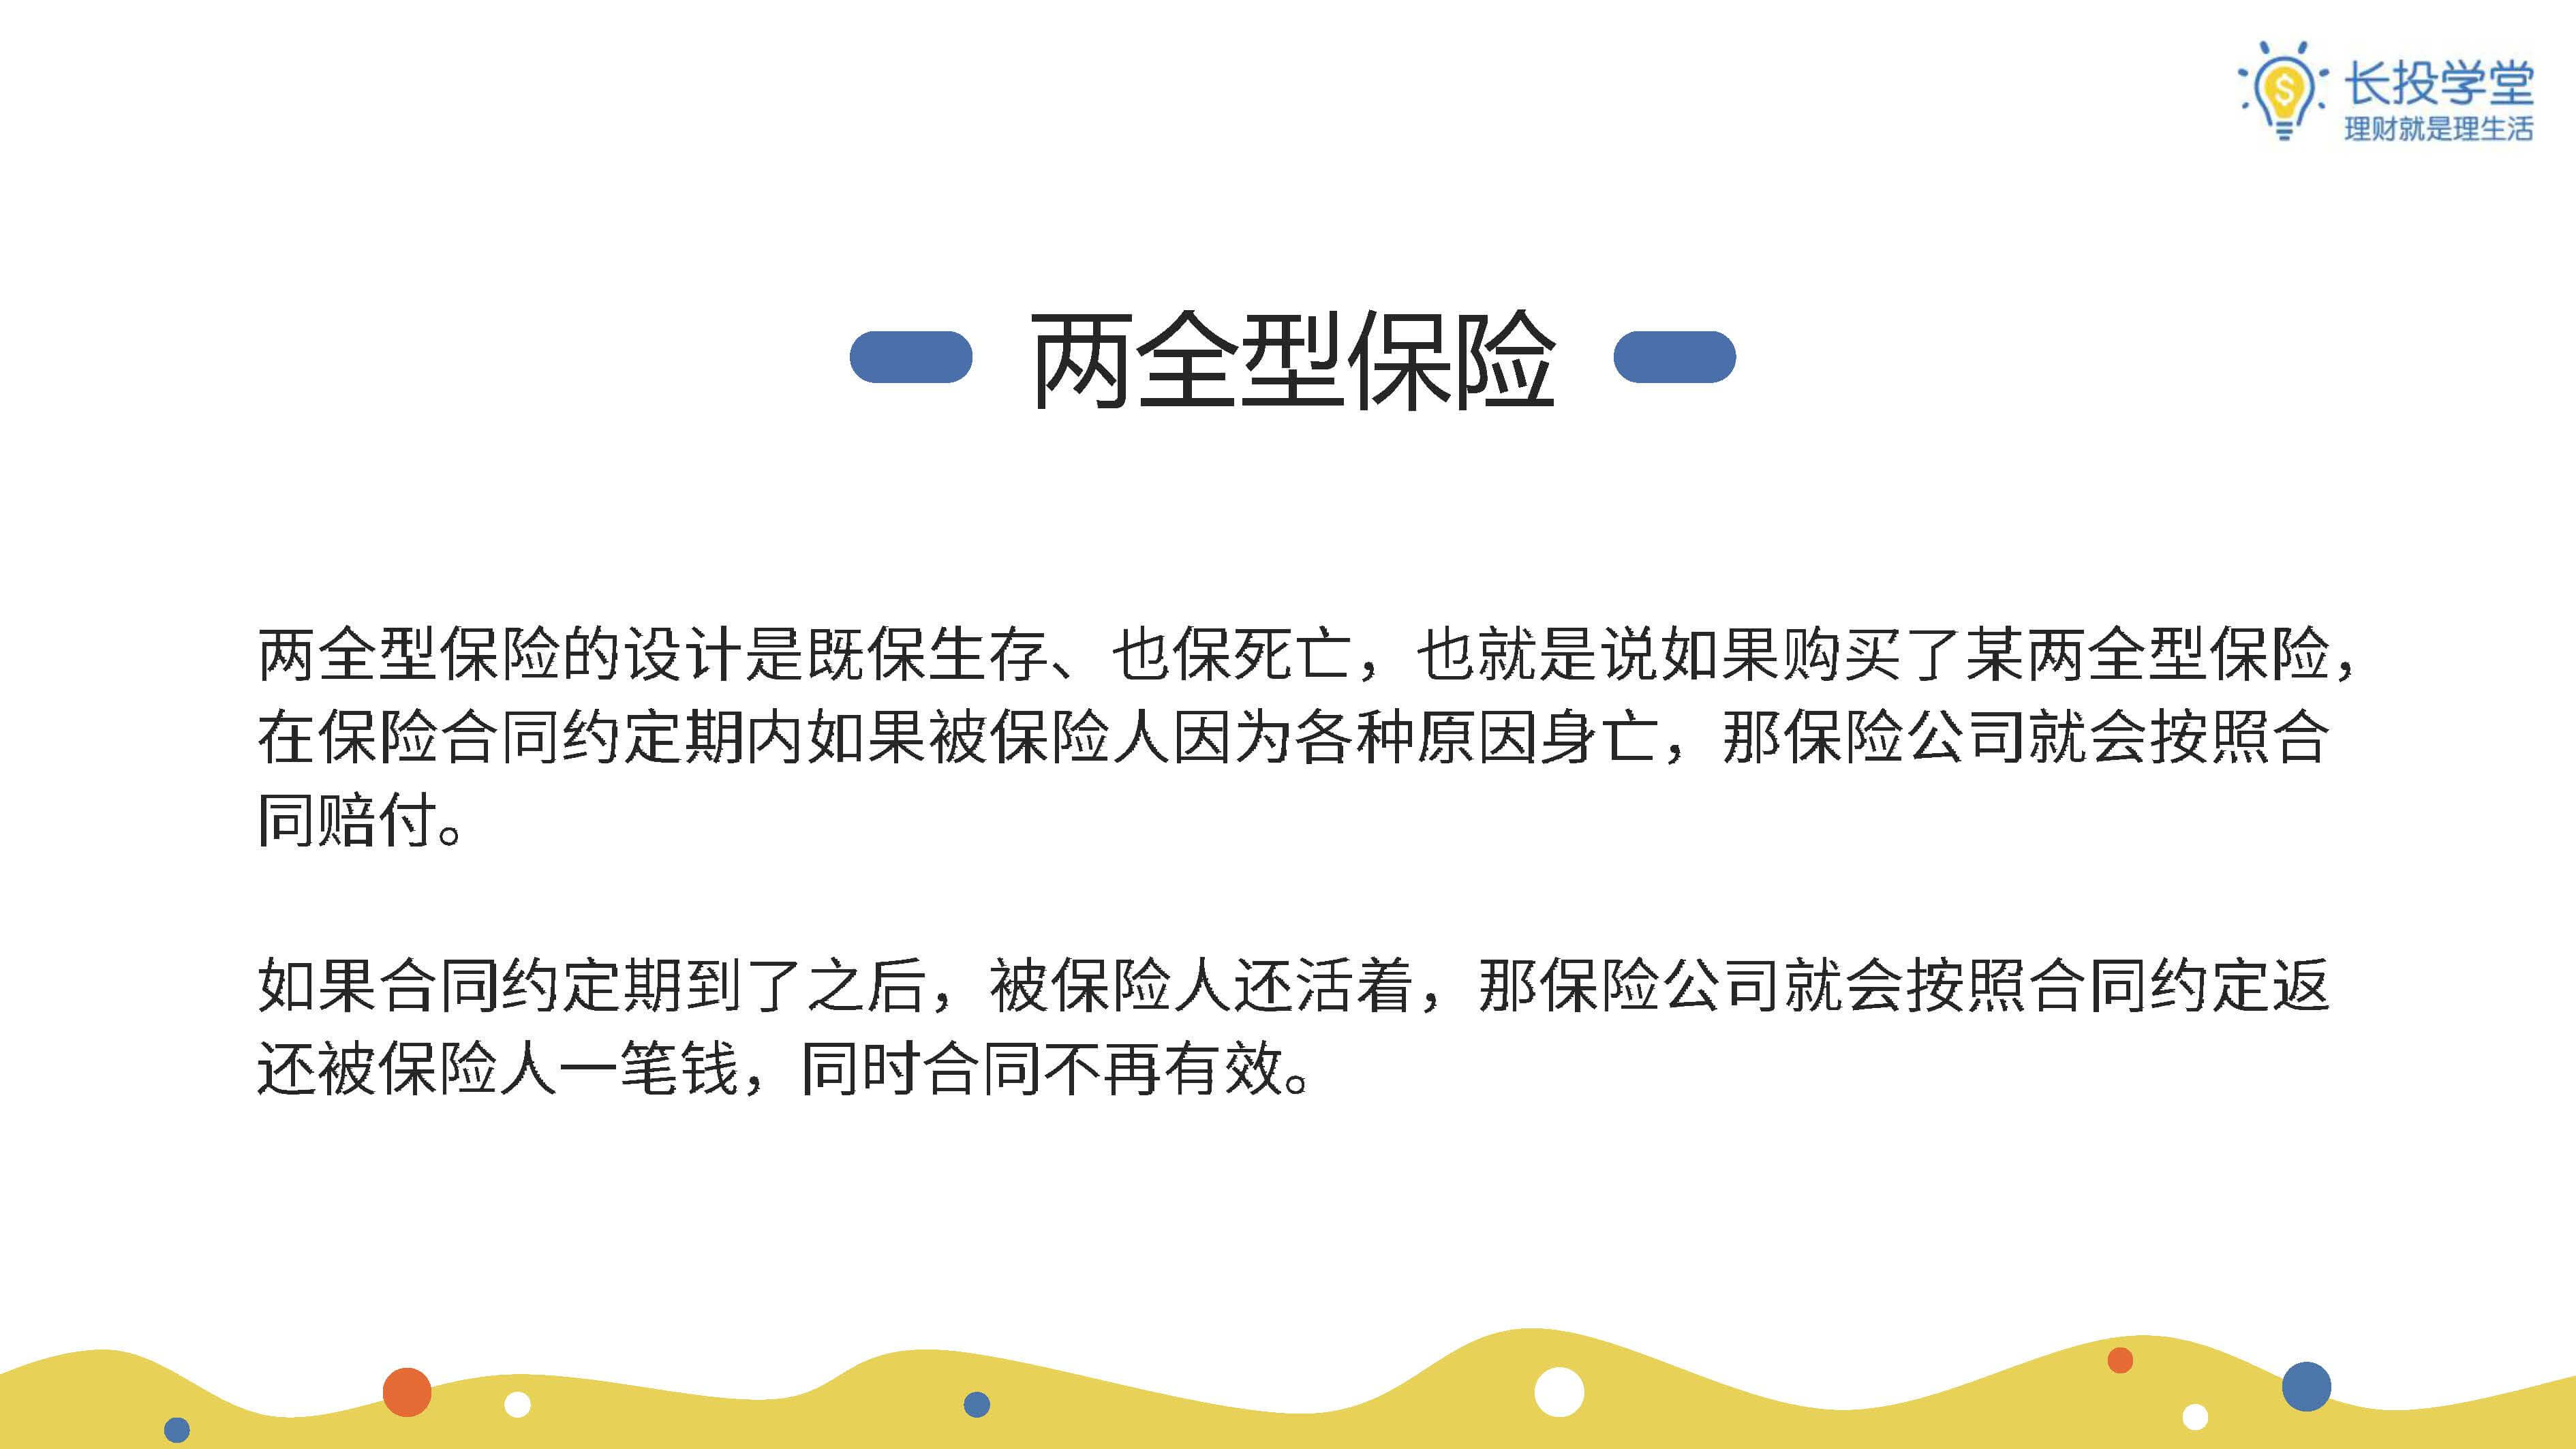 长投学堂
理财就是理生活
两全型保险
两全型保险的设计是既保生存、也保死亡，也就是说如果购买了某两全型保险，
在保险合同约定期内如果被保险人因为各种原因身亡，那保险公司就会按照合
同赔付。
如果合同约定期到了之后，被保险人还活着，那保险公司就会按照合同约定返
还被保险人一笔钱，同时合同不再有效。